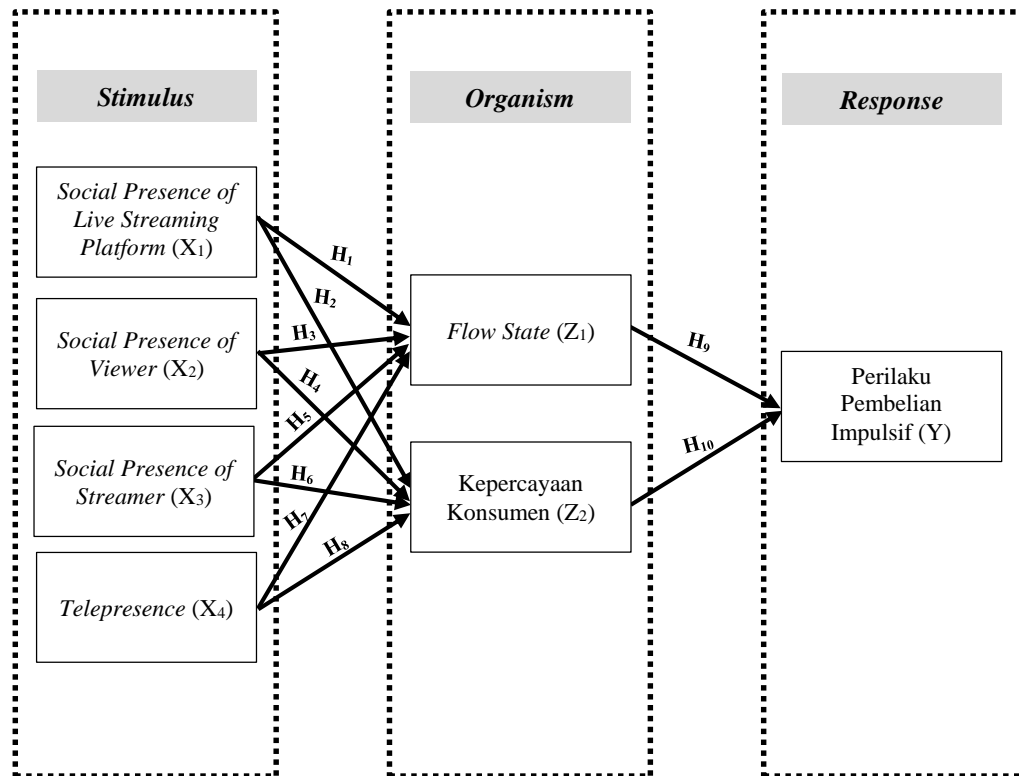 Stimulus
Organism
Response
Social Presence of
Live Streaming
Platform (X₁)
Social Presence of
Viewer (X₂)
Social Presence of
Streamer (X₃)
Telepresence (X₄)
H₁
H₂
H₃
H₄
H₅
H₆
H₇
H₈
Flow State (Z₁)
Kepercayaan
Konsumen (Z₂)
H₉
H₁₀
Perilaku
Pembelian
Impulsif (Y)